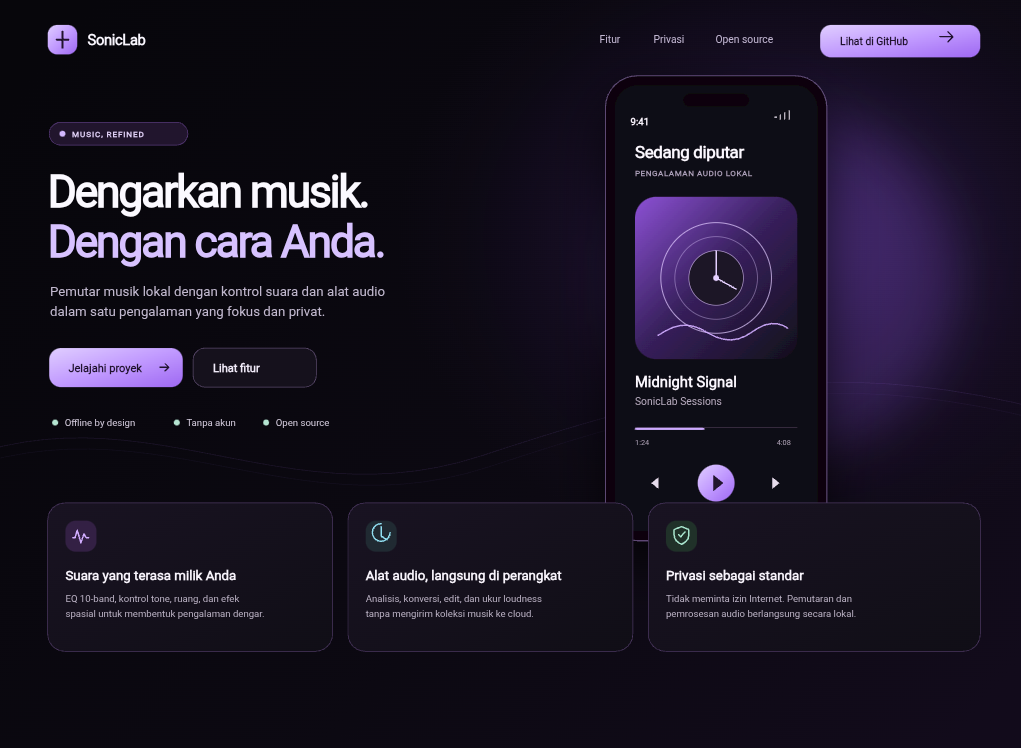 SonicLab
Fitur
Privasi
Open source
Lihat di GitHub
MUSIC, REFINED
Dengarkan musik.
Dengan cara Anda.
Pemutar musik lokal dengan kontrol suara dan alat audio
dalam satu pengalaman yang fokus dan privat.
Jelajahi proyek
Lihat fitur
Offline by design
Tanpa akun
Open source
9:41
Sedang diputar
PENGALAMAN AUDIO LOKAL
Midnight Signal
SonicLab Sessions
1:24
4:08
Suara yang terasa milik Anda
EQ 10-band, kontrol tone, ruang, dan efek
spasial untuk membentuk pengalaman dengar.
Alat audio, langsung di perangkat
Analisis, konversi, edit, dan ukur loudness
tanpa mengirim koleksi musik ke cloud.
Privasi sebagai standar
Tidak meminta izin Internet. Pemutaran dan
pemrosesan audio berlangsung secara lokal.